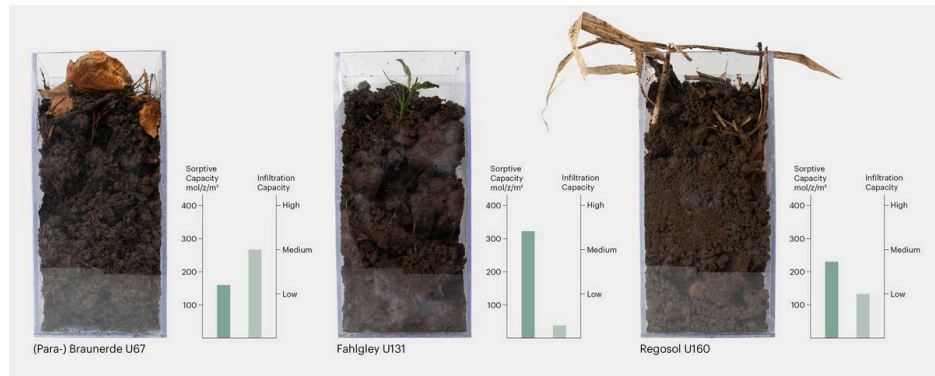 Sorptive
Capacity
mol/z/m²
Infiltration
Capacity
400
300
200
100
High
Medium
Low
(Para-) Braunerde U67
Sorptive
Capacity
mol/z/m²
Infiltration
Capacity
400
300
200
100
High
Medium
Low
Fahlgley U131
Sorptive
Capacity
mol/z/m²
Infiltration
Capacity
400
300
200
100
High
Medium
Low
Regosol U160